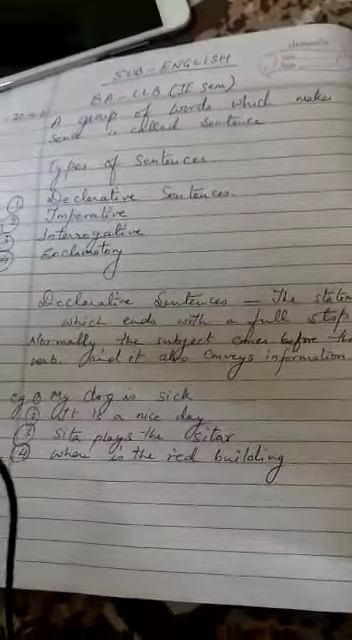 SUB - ENGLISH
BA - LLB (II Sem)
A group of words which makes
sense is called Sentence
Types of Sentences.
① Declarative Sentences.
② Imperative
③ Interrogative
④ Exclimetory
Declarative Sentences — The statem
which ends with a full stop
Normally the subject comes before the
verb. And it also conveys information.
eg ① My dog is sick
② It is a nice day
③ Sita plays the sitar
④ Where is the red building